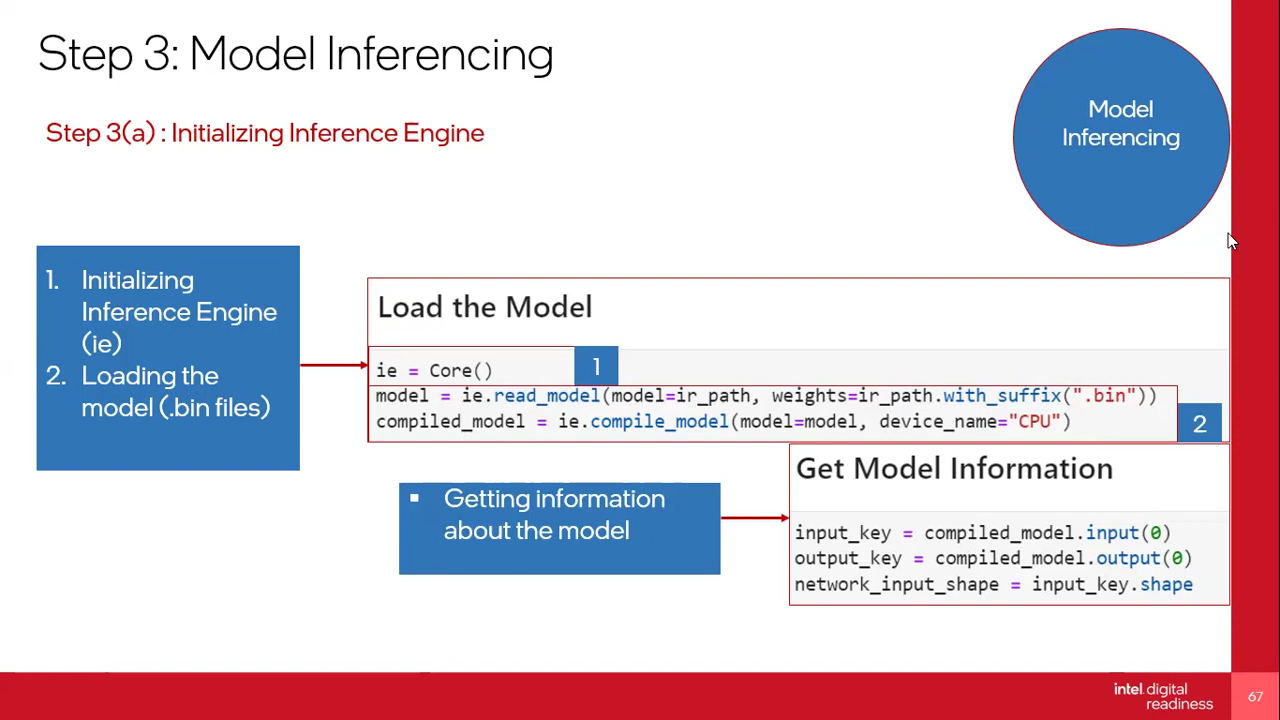 Step 3: Model Inferencing
Model
Inferencing
Step 3(a) : Initializing Inference Engine
1. Initializing
Inference Engine
(ie)
2. Loading the
model (.bin files)
Load the Model
ie = Core()
1
model = ie.read_model(model=ir_path, weights=ir_path.with_suffix(".bin"))
compiled_model = ie.compile_model(model=model, device_name="CPU")
2
▪ Getting information
about the model
Get Model Information
input_key = compiled_model.input(0)
output_key = compiled_model.output(0)
network_input_shape = input_key.shape
intel. digital
readiness
67